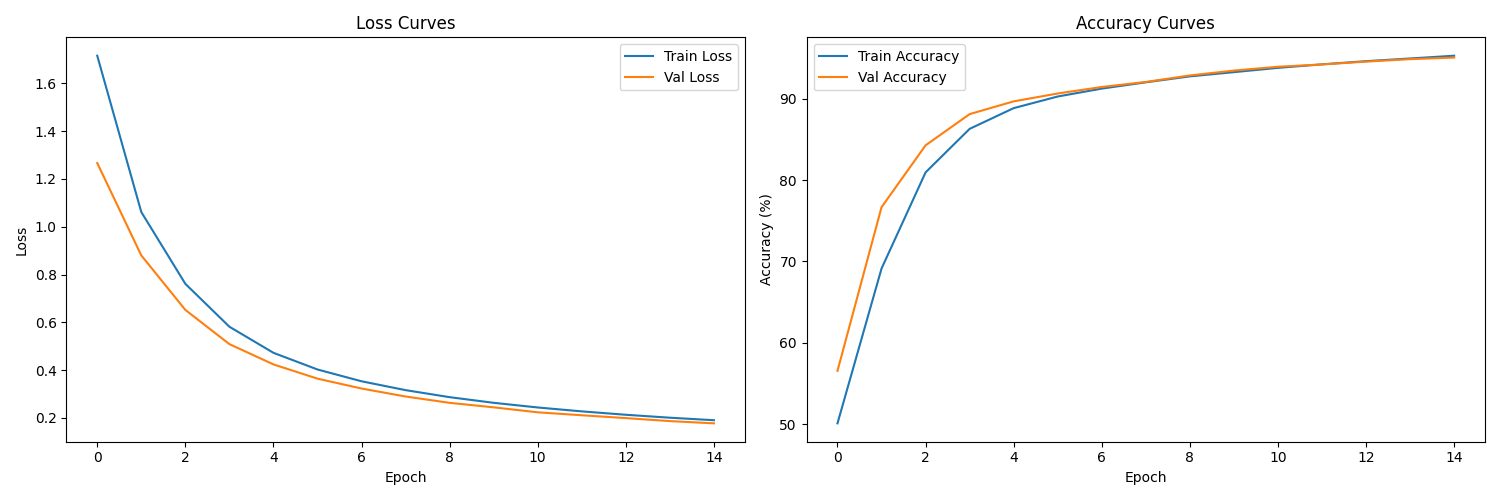 Loss Curves
Train Loss
Val Loss
1.6
1.4
1.2
1.0
0.8
0.6
0.4
0.2
Loss
0 2 4 6 8 10 12 14
Epoch
Accuracy Curves
Train Accuracy
Val Accuracy
90
80
70
60
50
Accuracy (%)
0 2 4 6 8 10 12 14
Epoch